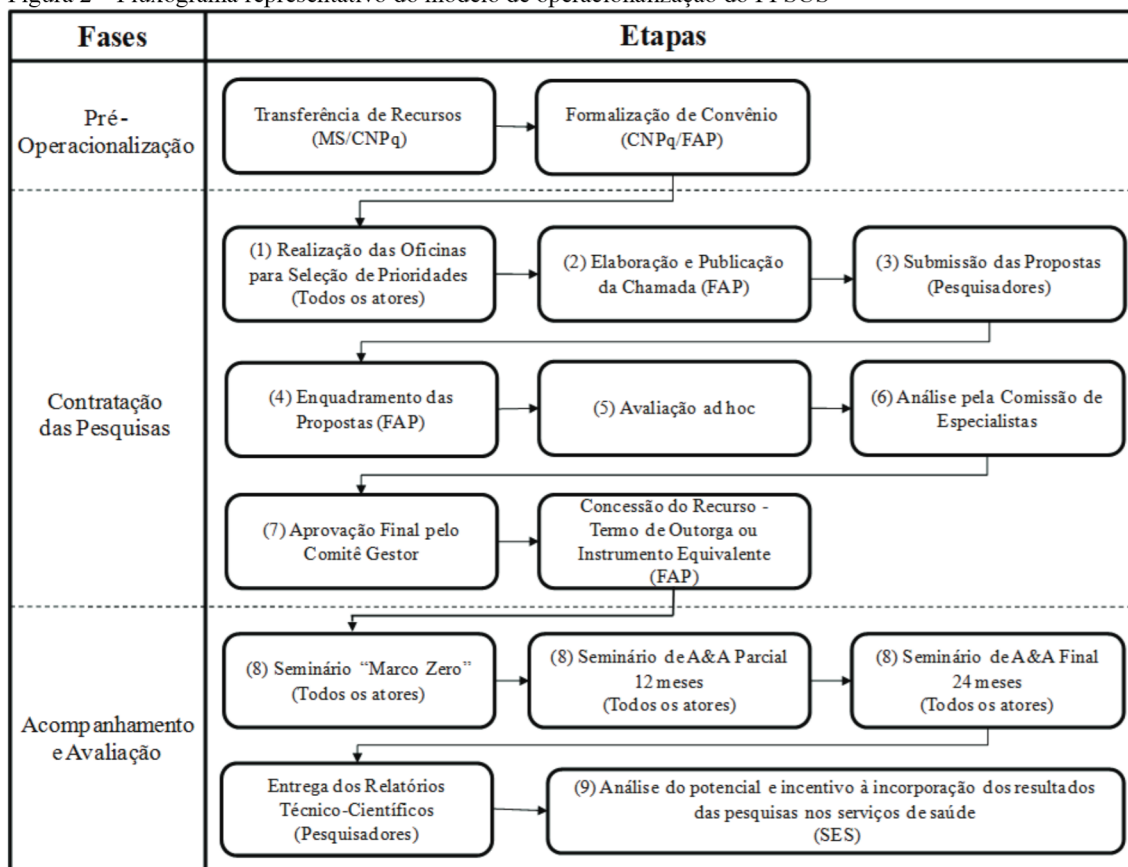 Figura 2 – Fluxograma representativo do modelo de operacionalização do PPSUS
Fases
Etapas
Pré-
Operacionalização
Transferência de Recursos
(MS/CNPq)
Formalização de Convênio
(CNPq/FAP)
Contratação
das Pesquisas
(1) Realização das Oficinas
para Seleção de Prioridades
(Todos os atores)
(2) Elaboração e Publicação
da Chamada (FAP)
(3) Submissão das Propostas
(Pesquisadores)
(4) Enquadramento das
Propostas (FAP)
(5) Avaliação ad hoc
(6) Análise pela Comissão de
Especialistas
(7) Aprovação Final pelo
Comitê Gestor
Concessão do Recurso -
Termo de Outorga ou
Instrumento Equivalente
(FAP)
Acompanhamento
e Avaliação
(8) Seminário “Marco Zero”
(Todos os atores)
(8) Seminário de A&A Parcial
12 meses
(Todos os atores)
(8) Seminário de A&A Final
24 meses
(Todos os atores)
Entrega dos Relatórios
Técnico-Científicos
(Pesquisadores)
(9) Análise do potencial e incentivo à incorporação dos resultados
das pesquisas nos serviços de saúde
(SES)